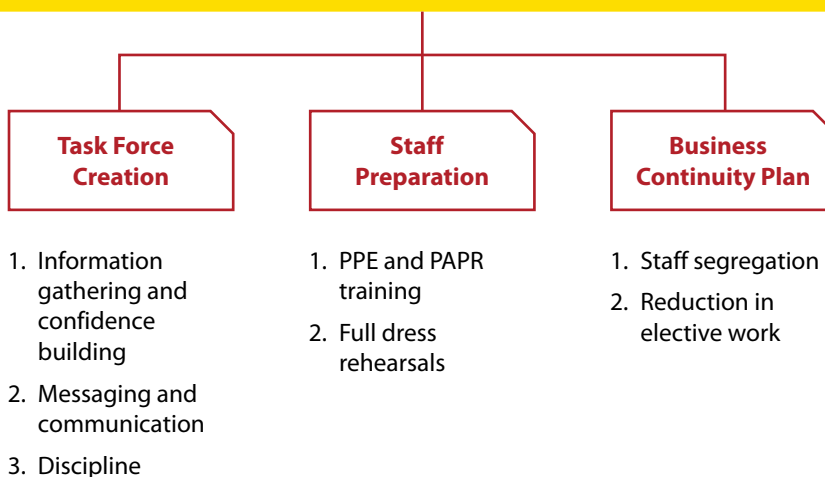 Task Force
Creation
1. Information
gathering and
confidence
building
2. Messaging and
communication
3. Discipline
Staff
Preparation
1. PPE and PAPR
training
2. Full dress
rehearsals
Business
Continuity Plan
1. Staff segregation
2. Reduction in
elective work